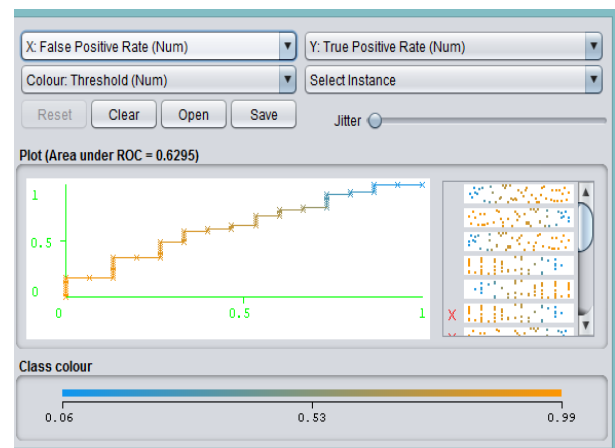 X: False Positive Rate (Num) Y: True Positive Rate (Num)
Colour: Threshold (Num) Select Instance
Reset Clear Open Save Jitter
Plot (Area under ROC = 0.6295)
1
0.5
0
0 0.5 1
X
X
Class colour
0.06 0.53 0.99